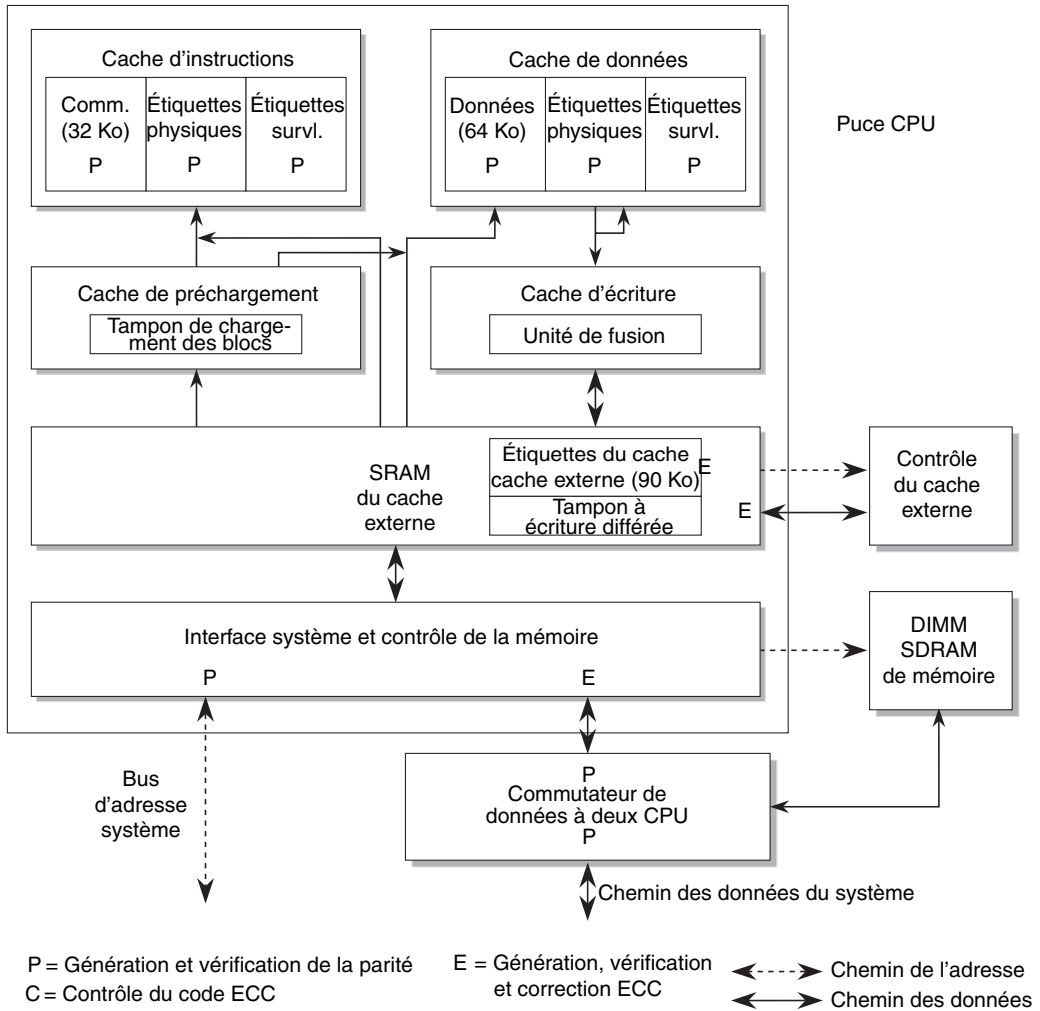 Cache d'instructions
Comm.
(32 Ko)
P
Étiquettes
physiques
P
Étiquettes
survl.
P
Cache de données
Données
(64 Ko)
P
Étiquettes
physiques
P
Étiquettes
survl.
P
Puce CPU
Cache de préchargement
Tampon de charge-
ment des blocs
Cache d'écriture
Unité de fusion
SRAM
du cache
externe
Étiquettes du cache
cache externe (90 Ko)
E
Tampon à
écriture différée
E
Contrôle
du cache
externe
Interface système et contrôle de la mémoire
P
E
DIMM
SDRAM
de mémoire
Bus
d'adresse
système
P
Commutateur de
données à deux CPU
P
Chemin des données du système
P = Génération et vérification de la parité
C = Contrôle du code ECC
E = Génération, vérification
et correction ECC
Chemin de l'adresse
Chemin des données